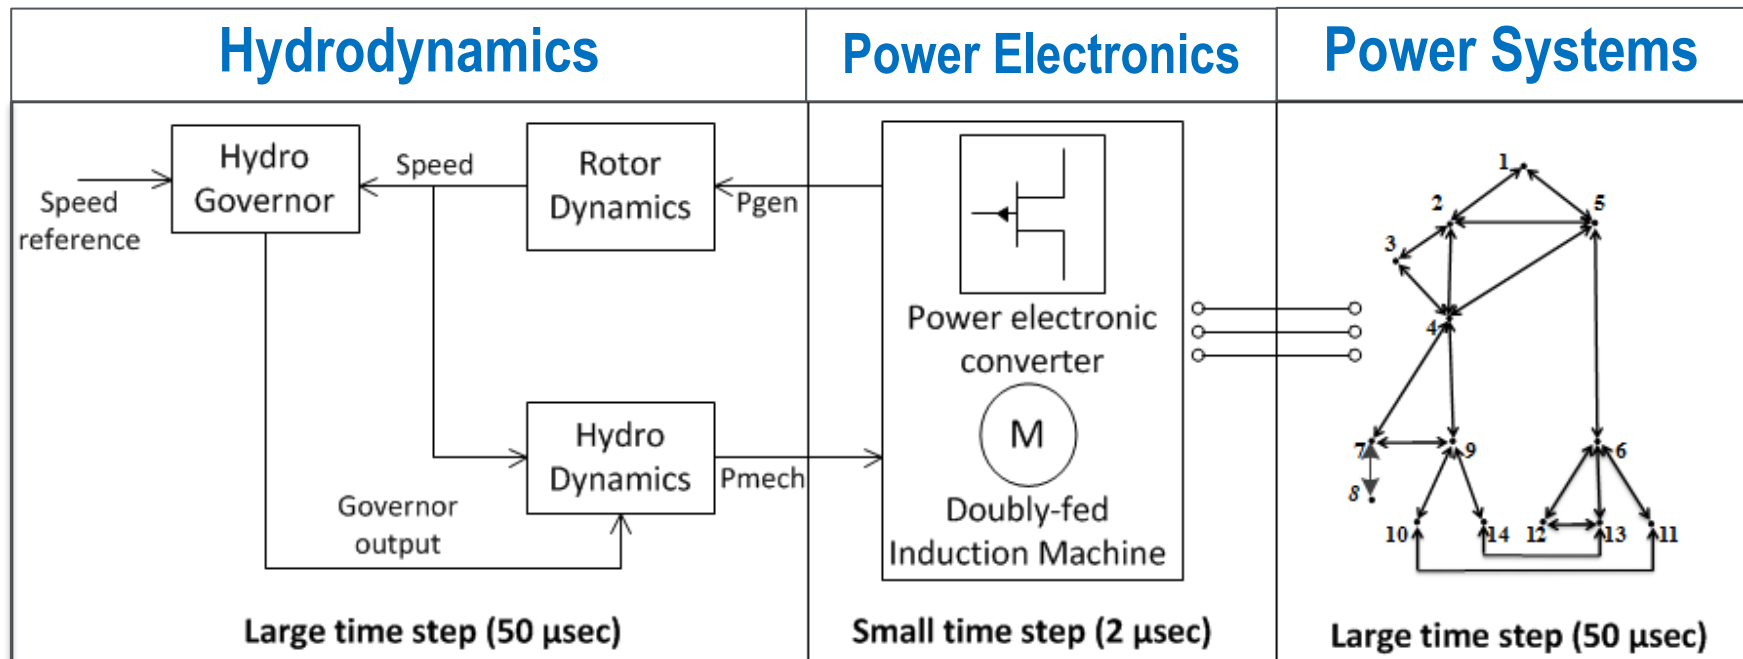 Hydrodynamics
Power Electronics
Power Systems
Hydro
Governor
Speed
reference
Speed
Rotor
Dynamics
Pgen
Hydro
Dynamics
Pmech
Governor
output
Power electronic
converter
M
Doubly-fed
Induction Machine
1
2
5
3
4
7
9
6
8
10
14
12
13
11
Large time step (50 µsec)
Small time step (2 µsec)
Large time step (50 µsec)